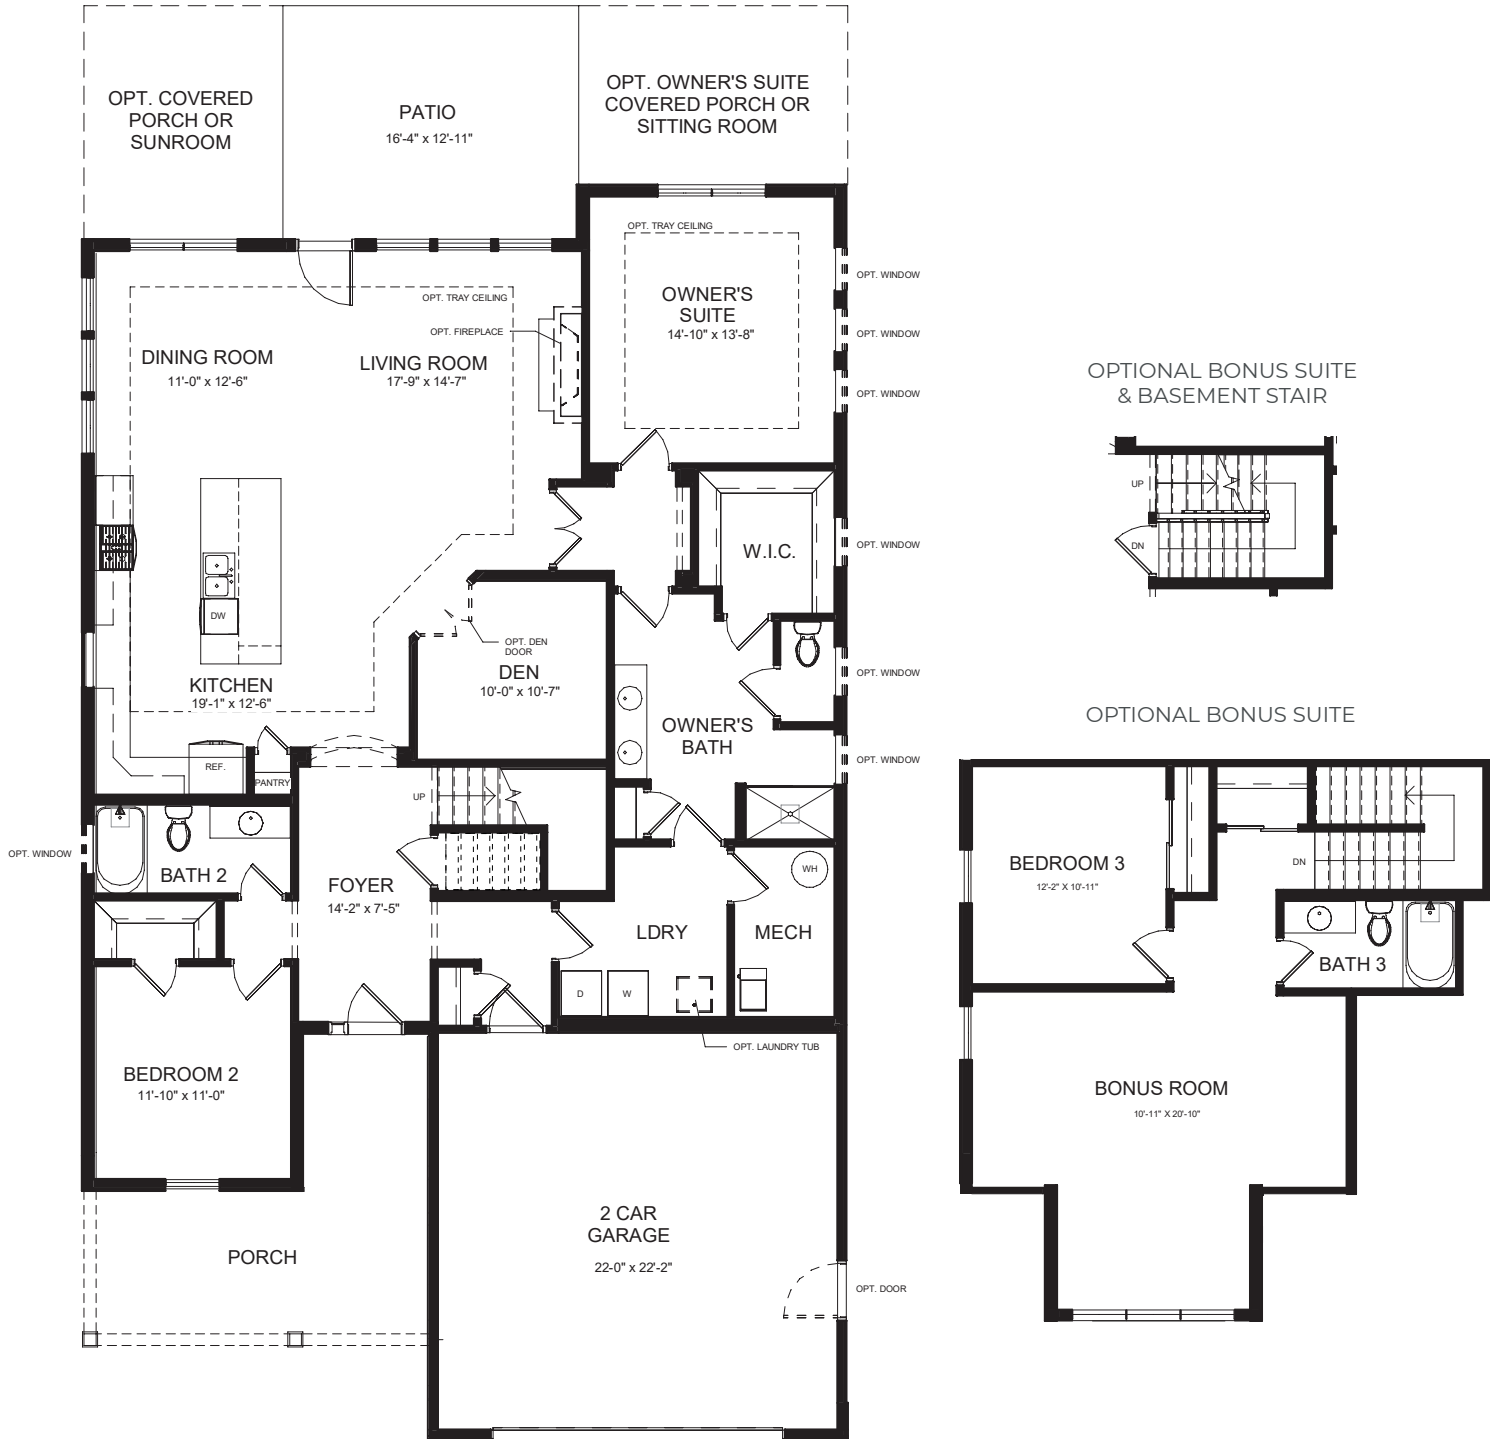 OPT. COVERED
PORCH OR
SUNROOM
PATIO
16'-4" x 12'-11"
OPT. OWNER'S SUITE
COVERED PORCH OR
SITTING ROOM
OPT. TRAY CEILING
OWNER'S
SUITE
14'-10" x 13'-8"
OPT. WINDOW
OPT. WINDOW
OPT. WINDOW
OPT. TRAY CEILING
OPT. FIREPLACE
DINING ROOM
11'-0" x 12'-6"
LIVING ROOM
17'-9" x 14'-7"
W.I.C.
OPT. WINDOW
DW
OPT. DEN
DOOR
DEN
10'-0" x 10'-7"
KITCHEN
19'-1" x 12'-6"
OPT. WINDOW
OWNER'S
BATH
OPT. WINDOW
REF.
PANTRY
UP
OPT. WINDOW
BATH 2
FOYER
14'-2" x 7'-5"
WH
LDRY
MECH
D
W
OPT. LAUNDRY TUB
BEDROOM 2
11'-10" x 11'-0"
PORCH
2 CAR
GARAGE
22-0" x 22'-2"
OPT. DOOR
OPTIONAL BONUS SUITE
& BASEMENT STAIR
UP
DN
OPTIONAL BONUS SUITE
BEDROOM 3
12'-2" X 10'-11"
DN
BATH 3
BONUS ROOM
10'-11" X 20'-10"